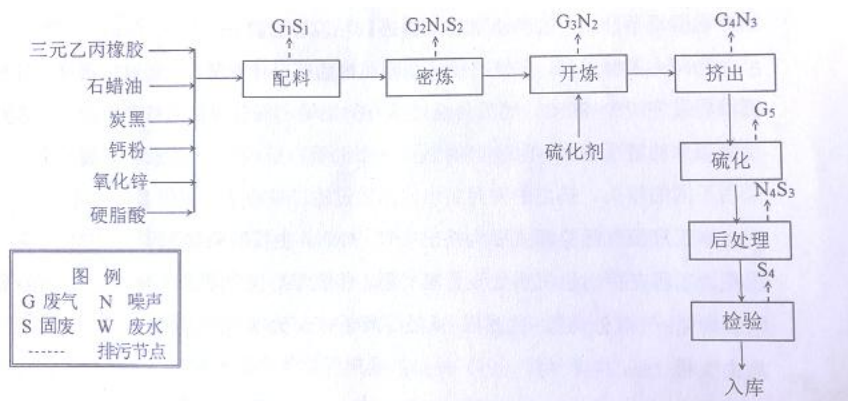 G₁S₁
G₂N₁S₂
G₃N₂
G₄N₃
三元乙丙橡胶
石蜡油
炭黑
钙粉
氧化锌
硬脂酸
配料
密炼
开炼
挤出
硫化剂
G₅
硫化
N₄S₃
后处理
S₄
检验
入库
图 例
G 废气 N 噪声
S 固废 W 废水
------ 排污节点